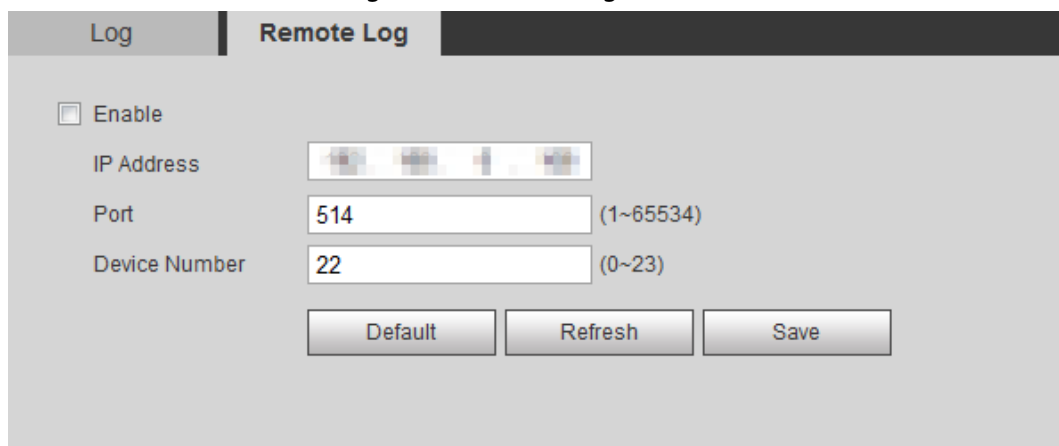 Log Remote Log
Enable
IP Address
Port 514 (1~65534)
Device Number 22 (0~23)
Default Refresh Save